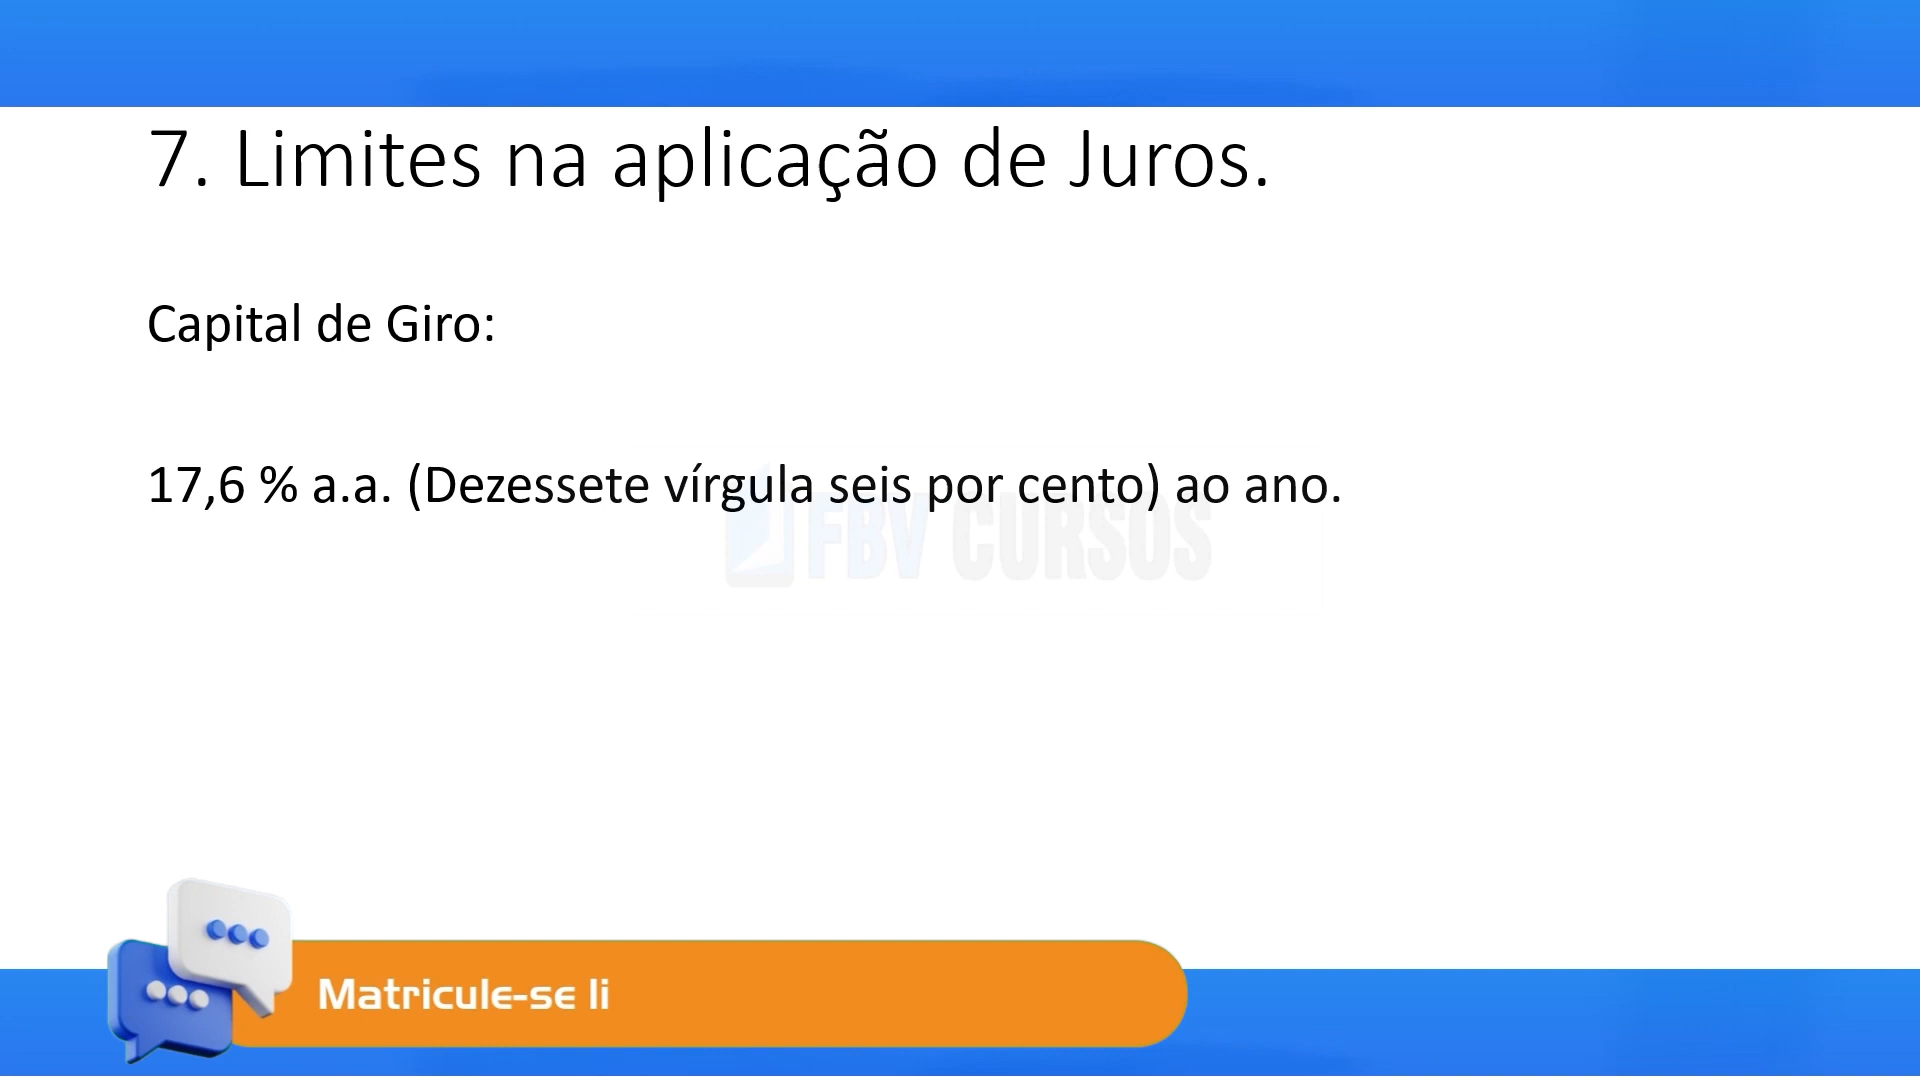 7. Limites na aplicação de Juros.
Capital de Giro:
17,6 % a.a. (Dezessete vírgula seis por cento) ao ano.
FBV CURSOS
Matricule-se li